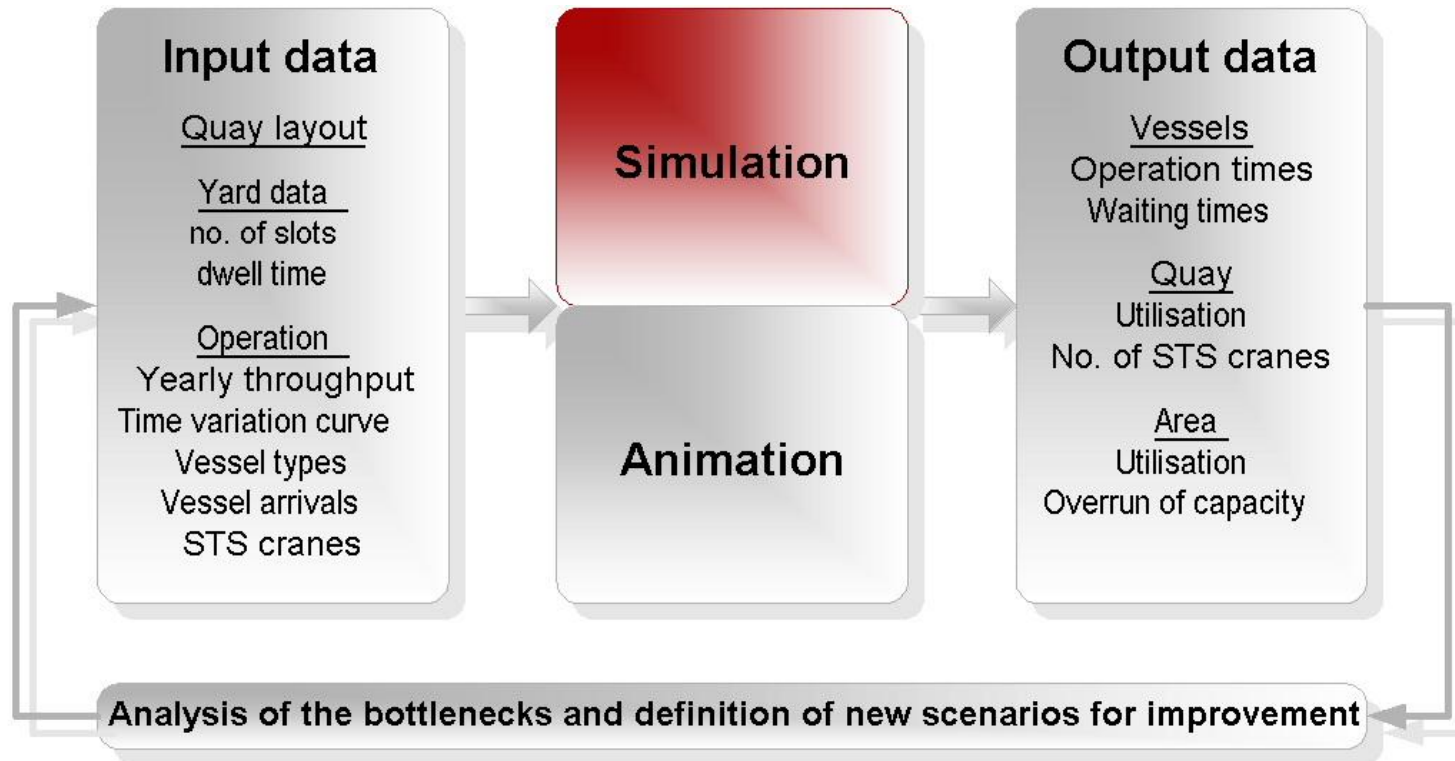 Input data
Quay layout
Yard data
no. of slots
dwell time
Operation
Yearly throughput
Time variation curve
Vessel types
Vessel arrivals
STS cranes
Simulation
Animation
Output data
Vessels
Operation times
Waiting times
Quay
Utilisation
No. of STS cranes
Area
Utilisation
Overrun of capacity
Analysis of the bottlenecks and definition of new scenarios for improvement